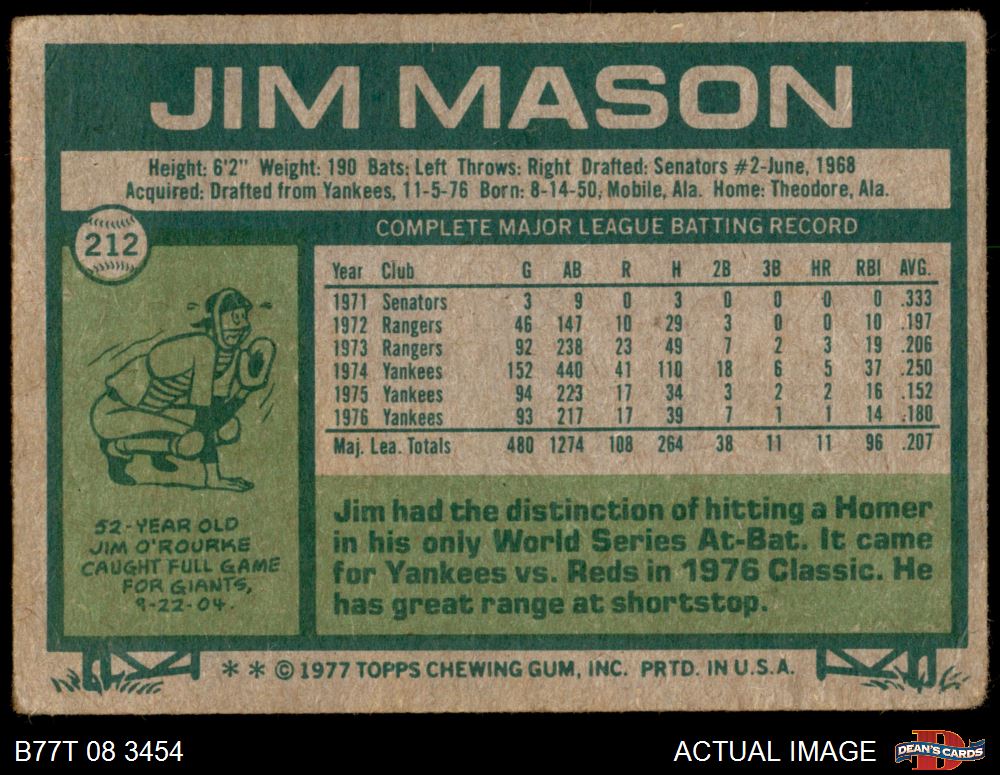 JIM MASON
Height: 6'2" Weight: 190 Bats: Left Throws: Right Drafted: Senators #2-June, 1968
Acquired: Drafted from Yankees, 11-5-76 Born: 8-14-50, Mobile, Ala. Home: Theodore, Ala.
212
COMPLETE MAJOR LEAGUE BATTING RECORD
Year Club G AB R H 2B 3B HR RBI AVG.
1971 Senators 3 9 0 3 0 0 0 0 .333
1972 Rangers 46 147 10 29 3 0 0 10 .197
1973 Rangers 92 238 23 49 7 2 3 19 .206
1974 Yankees 152 440 41 110 18 6 5 37 .250
1975 Yankees 94 223 17 34 3 2 2 16 .152
1976 Yankees 93 217 17 39 7 1 1 14 .180
Maj. Lea. Totals 480 1274 108 264 38 11 11 96 .207
52-YEAR OLD
JIM O'ROURKE
CAUGHT FULL GAME
FOR GIANTS,
9-22-04.
Jim had the distinction of hitting a Homer
in his only World Series At-Bat. It came
for Yankees vs. Reds in 1976 Classic. He
has great range at shortstop.
** © 1977 TOPPS CHEWING GUM, INC. PRTD. IN U.S.A.
B77T 08 3454
ACTUAL IMAGE
D
DEAN'S CARDS